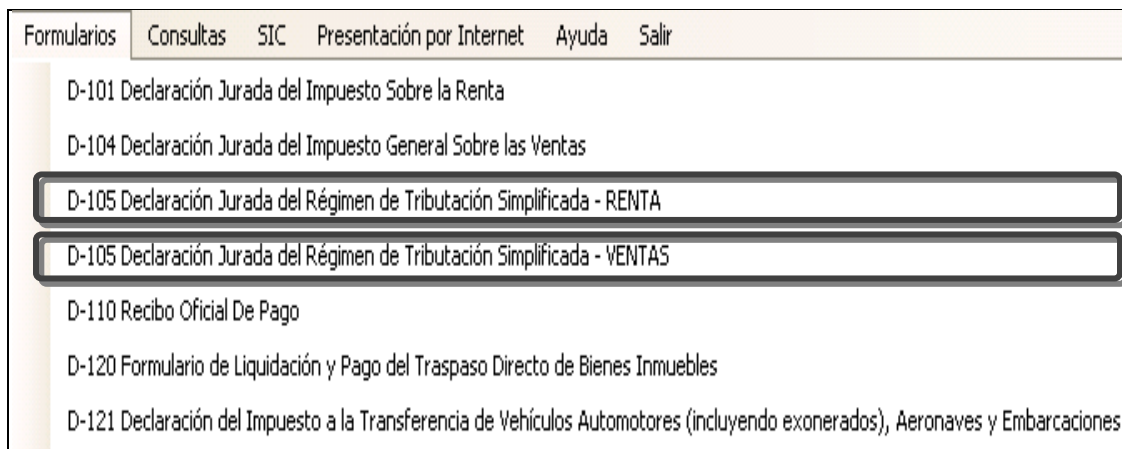 Formularios Consultas SIC Presentación por Internet Ayuda Salir
D-101 Declaración Jurada del Impuesto Sobre la Renta
D-104 Declaración Jurada del Impuesto General Sobre las Ventas
D-105 Declaración Jurada del Régimen de Tributación Simplificada - RENTA
D-105 Declaración Jurada del Régimen de Tributación Simplificada - VENTAS
D-110 Recibo Oficial De Pago
D-120 Formulario de Liquidación y Pago del Traspaso Directo de Bienes Inmuebles
D-121 Declaración del Impuesto a la Transferencia de Vehículos Automotores (incluyendo exonerados), Aeronaves y Embarcaciones